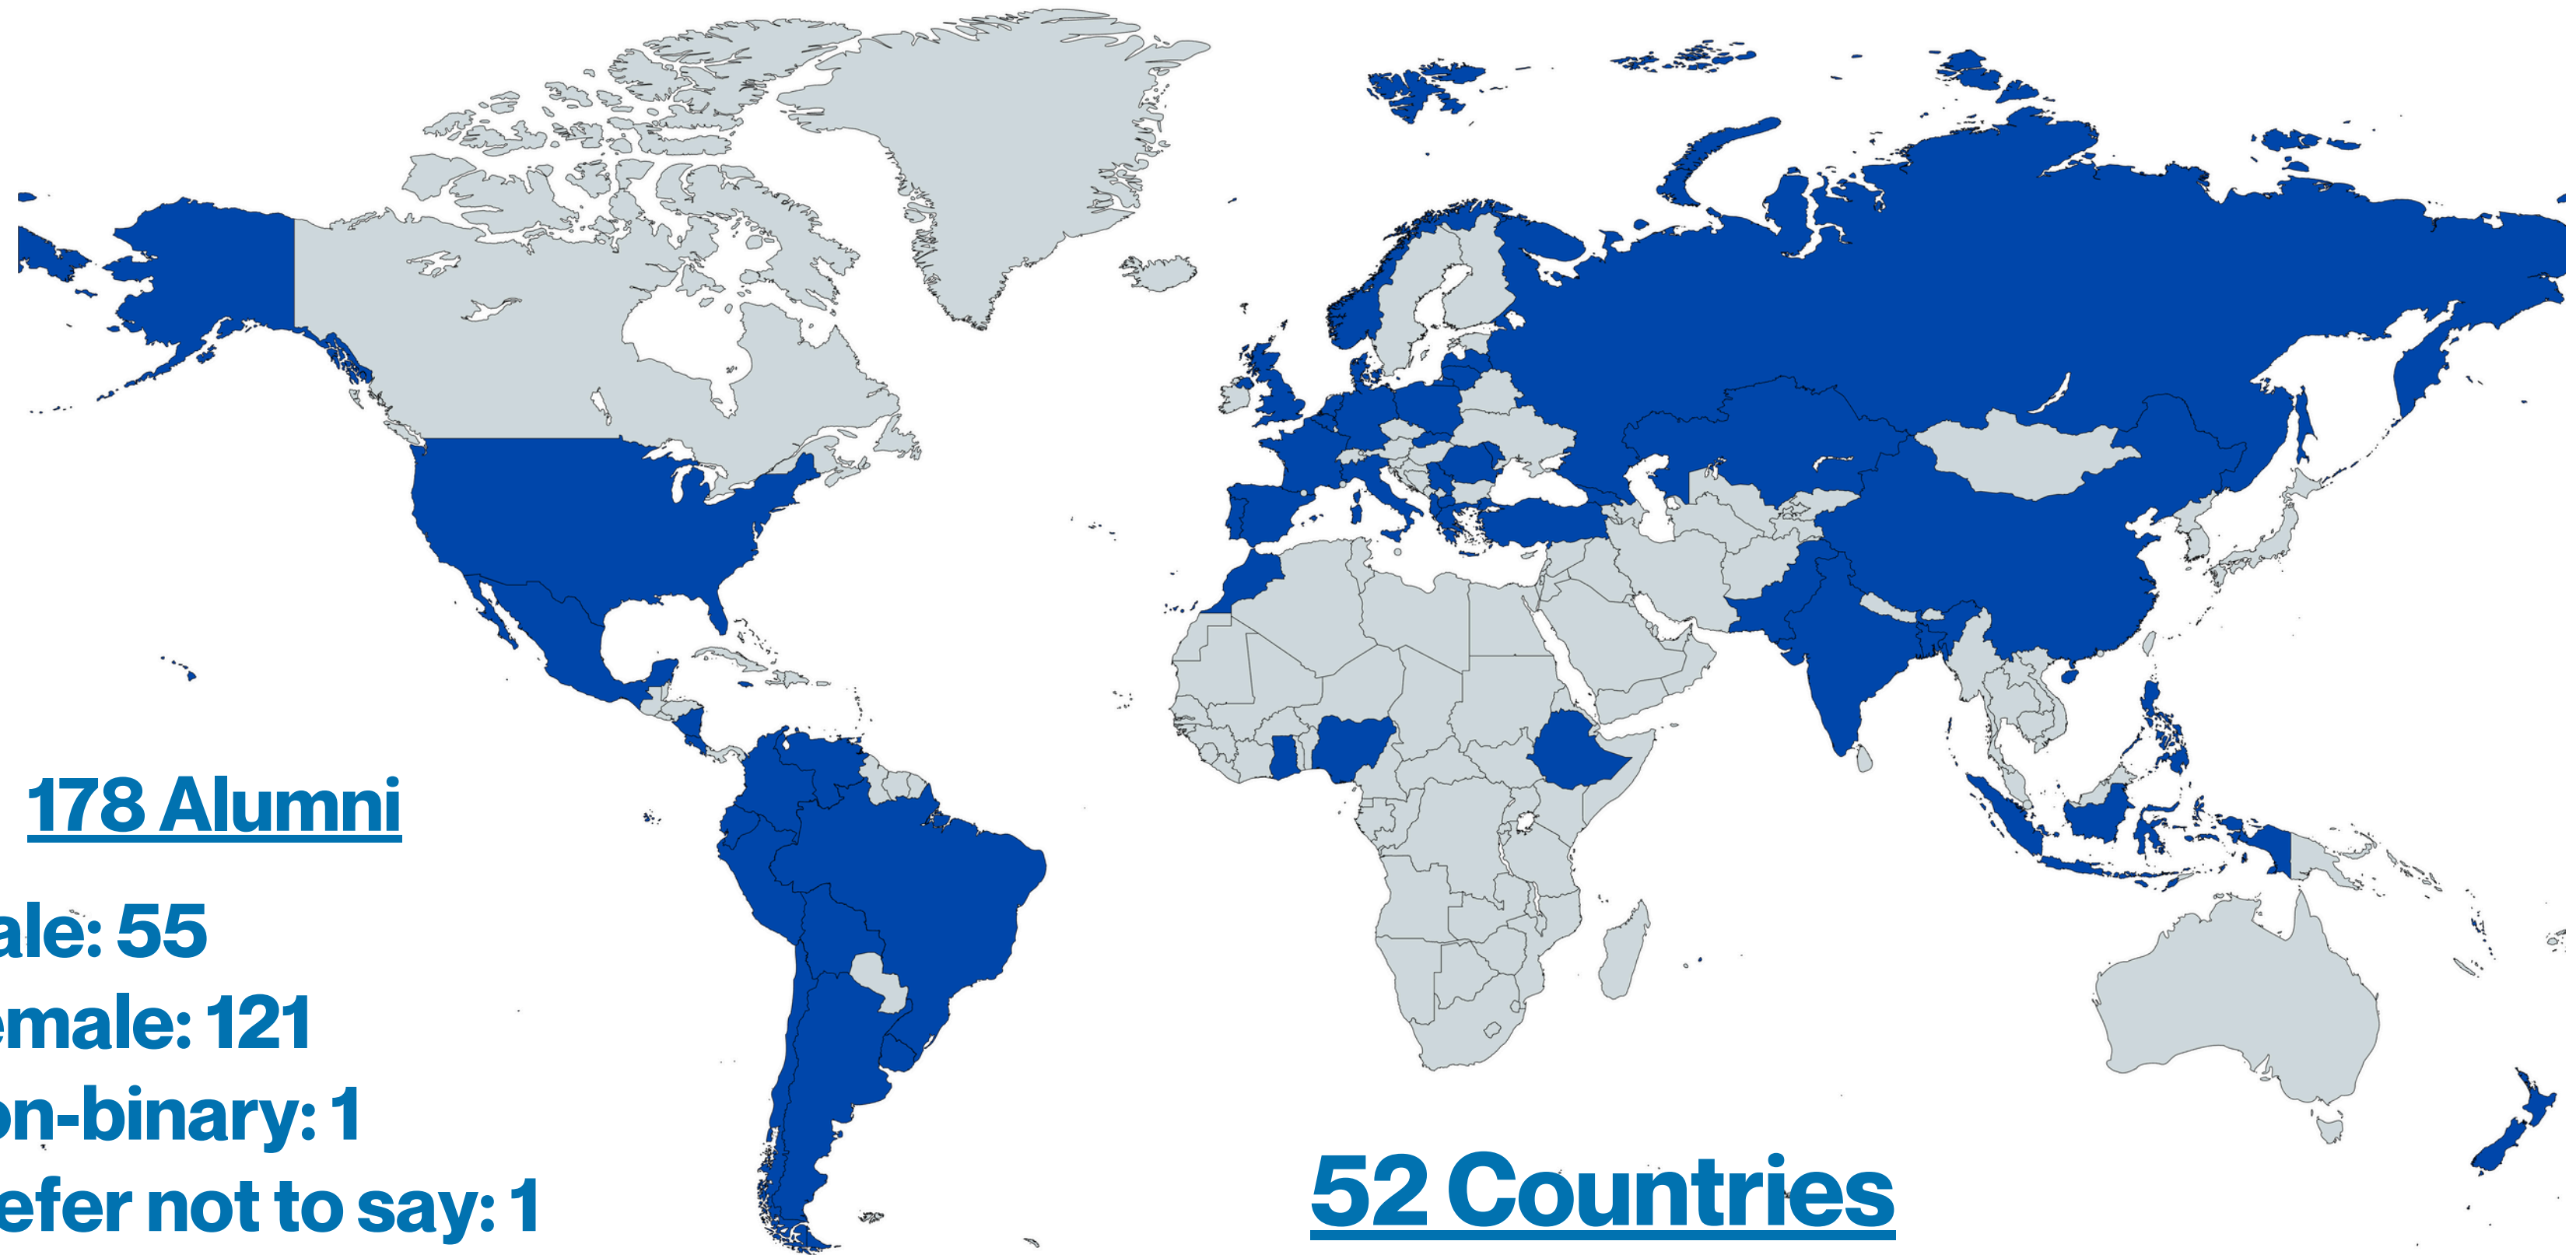 178 Alumni
ale: 55
emale: 121
on-binary: 1
efer not to say: 1
52 Countries